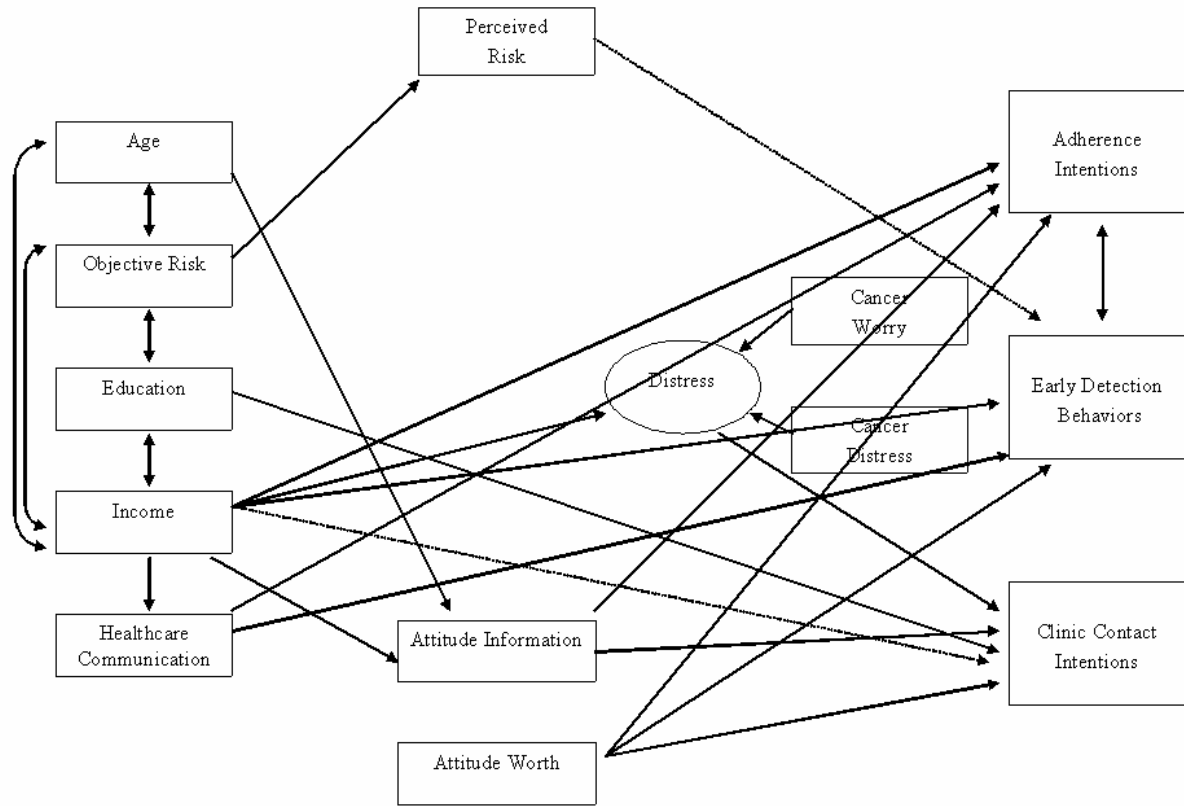 Perceived
Risk
Age
Adherence
Intentions
Objective Risk
Cancer
Worry
Education
Distress
Early Detection
Behaviors
Cancer
Distress
Income
Healthcare
Communication
Attitude Information
Clinic Contact
Intentions
Attitude Worth